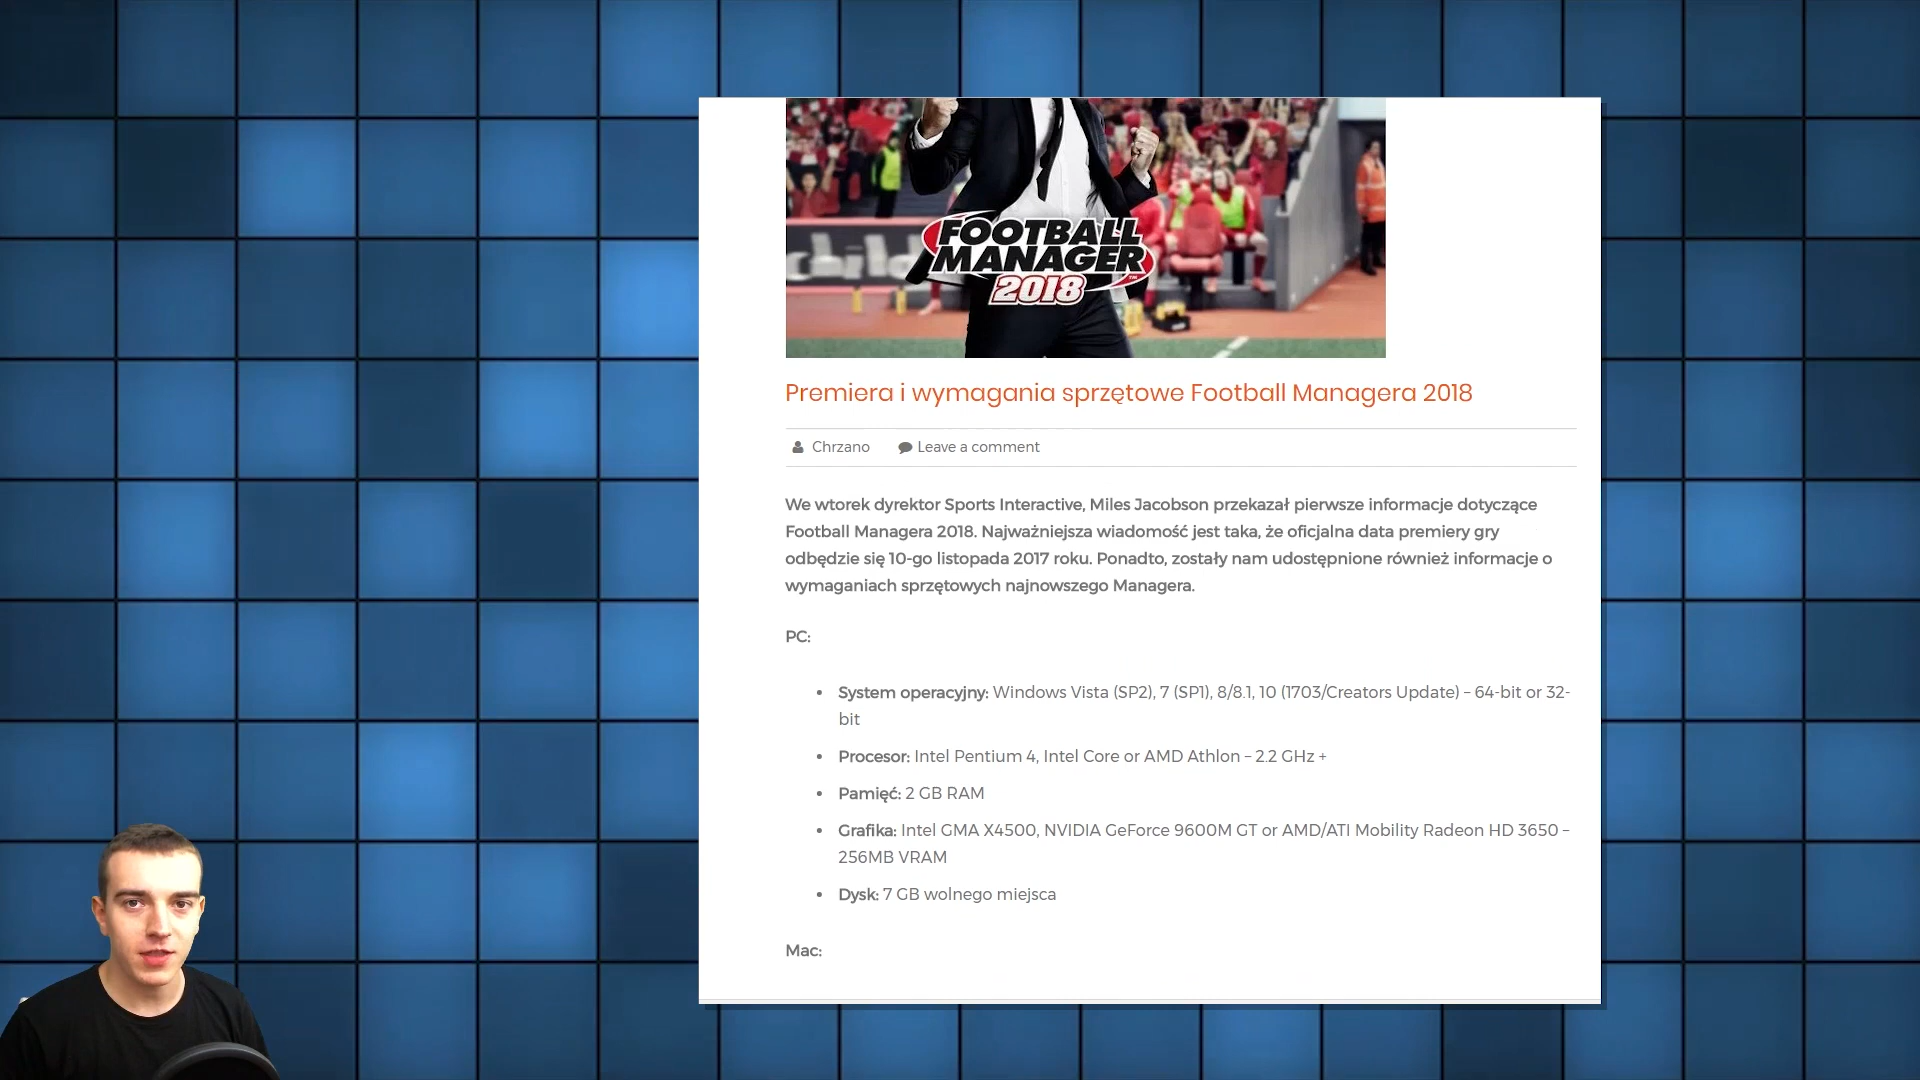 FOOTBALL
MANAGER
2018
Premiera i wymagania sprzętowe Football Managera 2018
Chrzano Leave a comment
We wtorek dyrektor Sports Interactive, Miles Jacobson przekazał pierwsze informacje dotyczące
Football Managera 2018. Najważniejsza wiadomość jest taka, że oficjalna data premiery gry
odbędzie się 10-go listopada 2017 roku. Ponadto, zostały nam udostępnione również informacje o
wymaganiach sprzętowych najnowszego Managera.
PC:
• System operacyjny: Windows Vista (SP2), 7 (SP1), 8/8.1, 10 (1703/Creators Update) – 64-bit or 32-
bit
• Procesor: Intel Pentium 4, Intel Core or AMD Athlon – 2.2 GHz +
• Pamięć: 2 GB RAM
• Grafika: Intel GMA X4500, NVIDIA GeForce 9600M GT or AMD/ATI Mobility Radeon HD 3650 –
256MB VRAM
• Dysk: 7 GB wolnego miejsca
Mac: